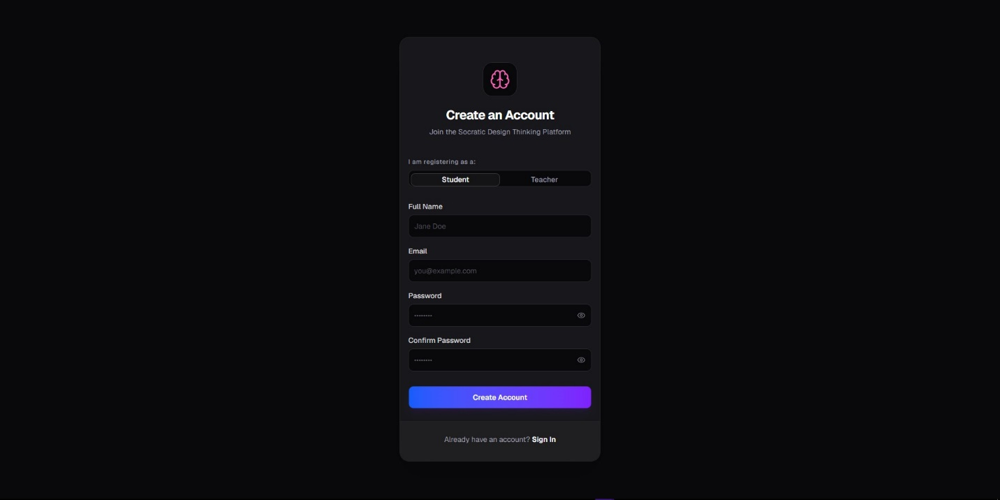 Create an Account
Join the Socratic Design Thinking Platform
I am registering as a:
Student Teacher
Full Name
Jane Doe
Email
you@example.com
Password
••••••••
Confirm Password
••••••••
Create Account
Already have an account? Sign In